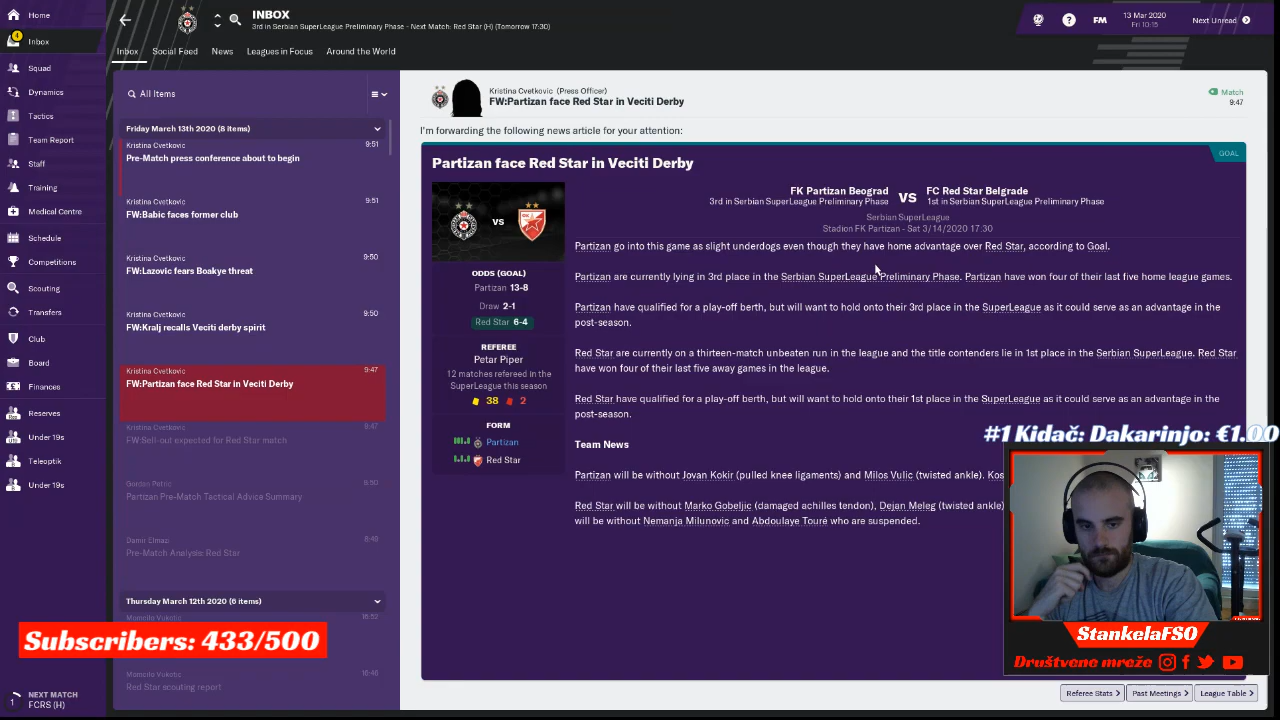 Home
Inbox
4
Squad
Dynamics
Tactics
Team Report
Staff
Training
Medical Centre
Schedule
Competitions
Scouting
Transfers
Club
Board
Finances
Reserves
Under 19s
Teleoptik
Under 19s
NEXT MATCH
FCRS (H)
INBOX
3rd in Serbian SuperLeague Preliminary Phase - Next Match: Red Star (H) (Tomorrow 17:30)
FM
13 Mar 2020
Fri 10:15
Next Unread
Inbox Social Feed News Leagues in Focus Around the World
All Items
Friday March 13th 2020 (8 items)
Kristina Cvetkovic 9:51
Pre-Match press conference about to begin
Kristina Cvetkovic 9:51
FW:Babic faces former club
Kristina Cvetkovic 9:50
FW:Lazovic fears Boakye threat
Kristina Cvetkovic 9:50
FW:Kralj recalls Veciti derby spirit
Kristina Cvetkovic 9:47
FW:Partizan face Red Star in Veciti Derby
Kristina Cvetkovic 9:47
FW:Sell-out expected for Red Star match
Gordan Petric 8:50
Partizan Pre-Match Tactical Advice Summary
Damir Elmazi 8:40
Pre-Match Analysis: Red Star
Thursday March 12th 2020 (6 items)
Momcilo Vukotic
Momcilo Vukotic 16:46
Red Star scouting report
Subscribers: 433/500
Kristina Cvetkovic (Press Officer)
FW:Partizan face Red Star in Veciti Derby
Match
9:47
I'm forwarding the following news article for your attention:
Partizan face Red Star in Veciti Derby
GOAL
VS
FK Partizan Beograd VS FC Red Star Belgrade
3rd in Serbian SuperLeague Preliminary Phase 1st in Serbian SuperLeague Preliminary Phase
Serbian SuperLeague
Stadion FK Partizan - Sat 3/14/2020 17:30
ODDS (GOAL)
Partizan 13-8
Draw 2-1
Red Star 6-4
REFEREE
Petar Piper
12 matches refereed in the
SuperLeague this season
38 2
FORM
Partizan
Red Star
Partizan go into this game as slight underdogs even though they have home advantage over Red Star, according to Goal.
Partizan are currently lying in 3rd place in the Serbian SuperLeague Preliminary Phase. Partizan have won four of their last five home league games.
Partizan have qualified for a play-off berth, but will want to hold onto their 3rd place in the SuperLeague as it could serve as an advantage in the
post-season.
Red Star are currently on a thirteen-match unbeaten run in the league and the title contenders lie in 1st place in the Serbian SuperLeague. Red Star
have won four of their last five away games in the league.
Red Star have qualified for a play-off berth, but will want to hold onto their 1st place in the SuperLeague as it could serve as an advantage in the
post-season.
Team News
Partizan will be without Jovan Kokir (pulled knee ligaments) and Milos Vulic (twisted ankle). Kos
Red Star will be without Marko Gobeljic (damaged achilles tendon), Dejan Meleg (twisted ankle)
will be without Nemanja Milunovic and Abdoulaye Touré who are suspended.
#1 Kidač: Dakarinjo: €1.00
StankelaFSO
Društvene mreže
Referee Stats
Past Meetings
League Table